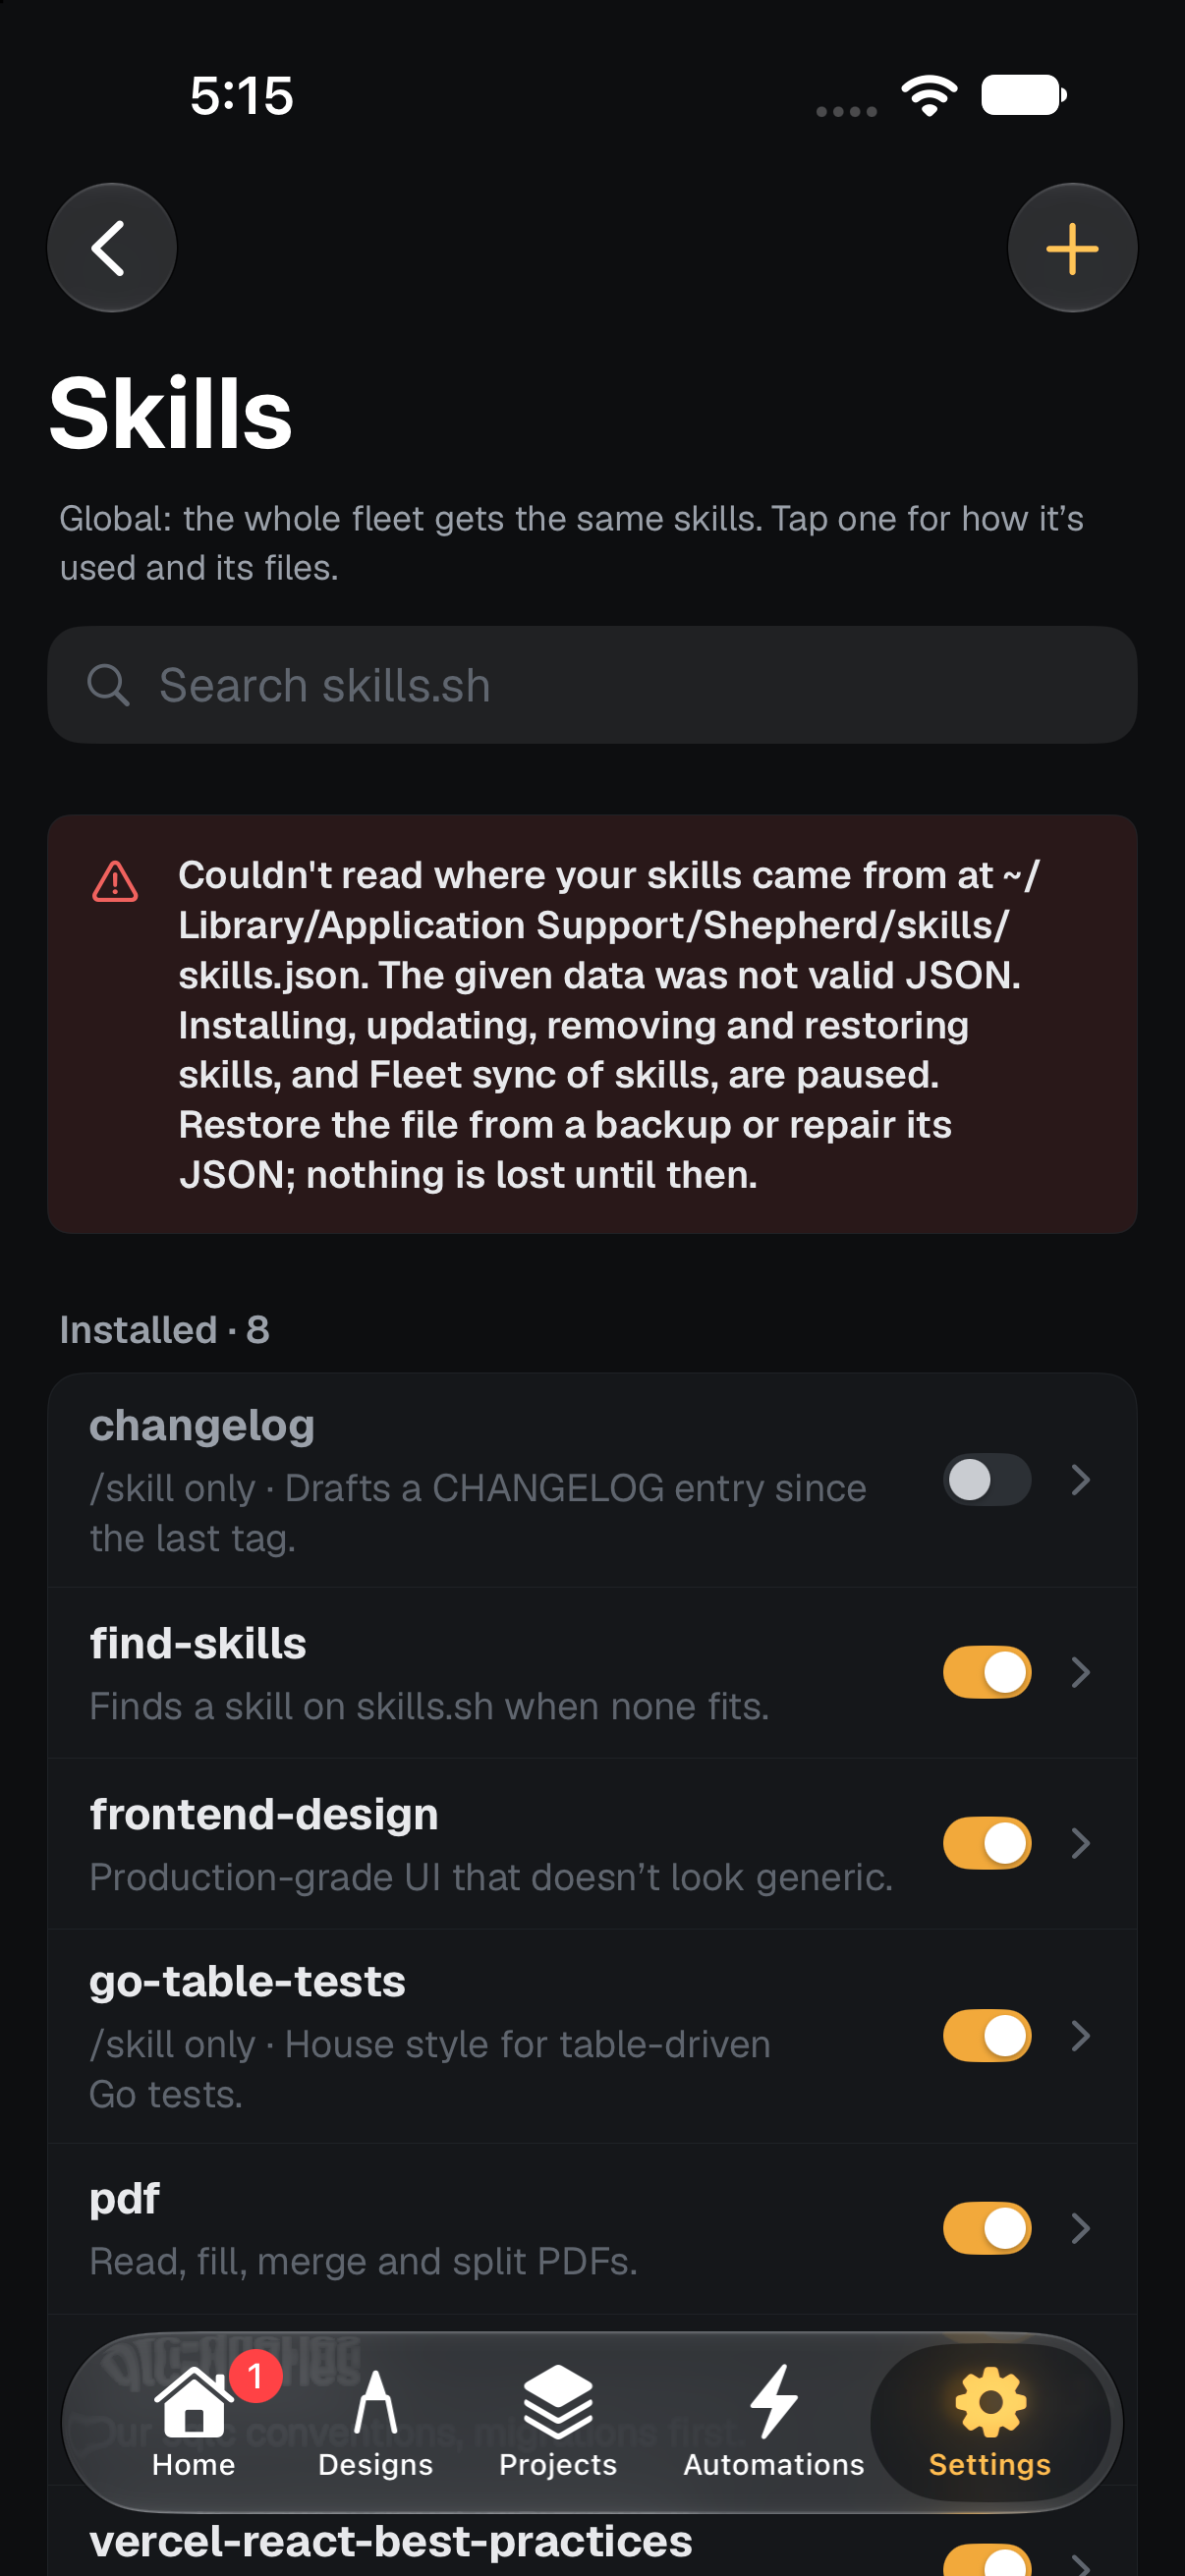 5:15
Skills
Global: the whole fleet gets the same skills. Tap one for how it’s
used and its files.
Search skills.sh
Couldn't read where your skills came from at ~/
Library/Application Support/Shepherd/skills/
skills.json. The given data was not valid JSON.
Installing, updating, removing and restoring
skills, and Fleet sync of skills, are paused.
Restore the file from a backup or repair its
JSON; nothing is lost until then.
Installed · 8
changelog
/skill only · Drafts a CHANGELOG entry since
the last tag.
find-skills
Finds a skill on skills.sh when none fits.
frontend-design
Production-grade UI that doesn’t look generic.
go-table-tests
/skill only · House style for table-driven
Go tests.
pdf
Read, fill, merge and split PDFs.
conventions, first.
1
Home
Designs
Projects
Automations
Settings
vercel-react-best-practices